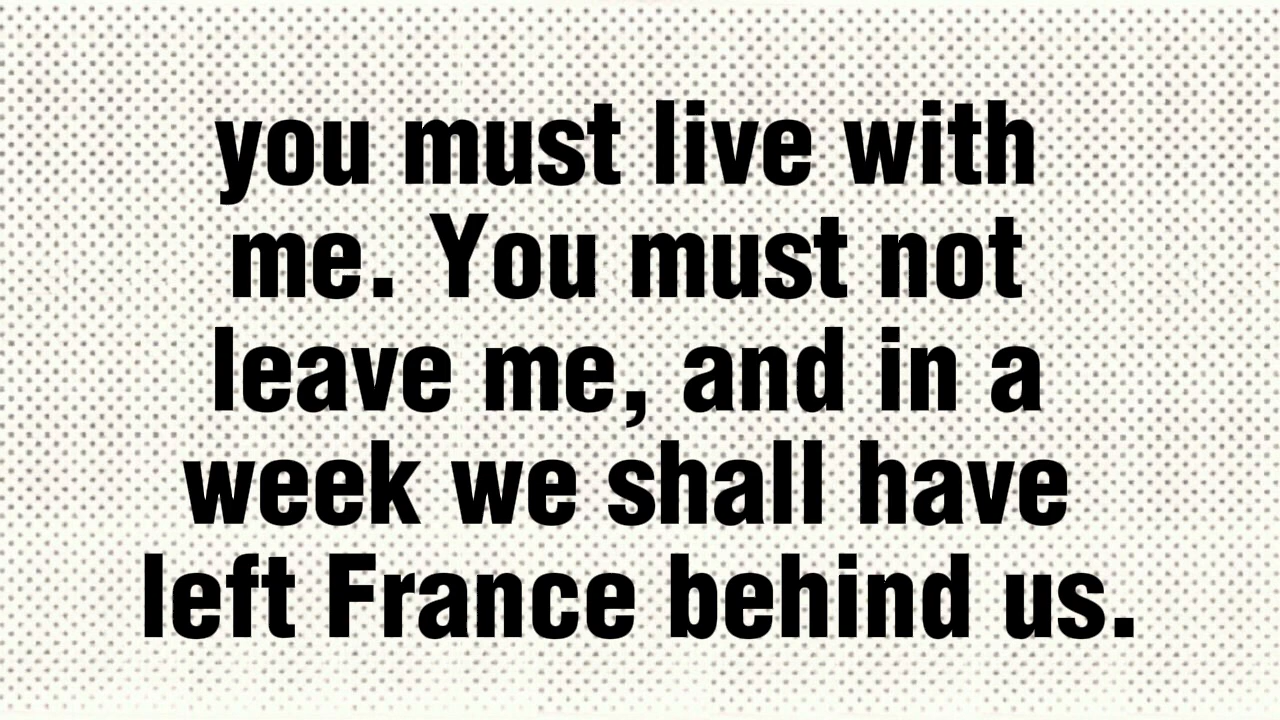 you must live with
me. You must not
leave me, and in a
week we shall have
left France behind us.